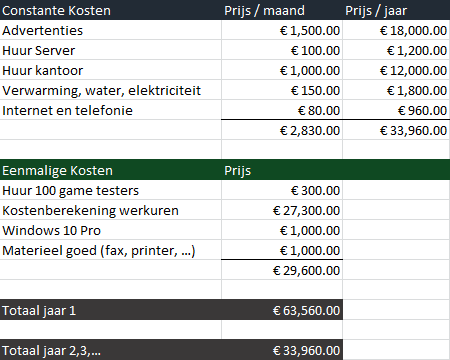 Constante Kosten Prijs / maand Prijs / jaar
Advertenties € 1,500.00 € 18,000.00
Huur Server € 100.00 € 1,200.00
Huur kantoor € 1,000.00 € 12,000.00
Verwarming, water, elektriciteit € 150.00 € 1,800.00
Internet en telefonie € 80.00 € 960.00
€ 2,830.00 € 33,960.00
Eenmalige Kosten Prijs
Huur 100 game testers € 300.00
Kostenberekening werkuren € 27,300.00
Windows 10 Pro € 1,000.00
Materieel goed (fax, printer, ...) € 1,000.00
€ 29,600.00
Totaal jaar 1 € 63,560.00
Totaal jaar 2,3,... € 33,960.00